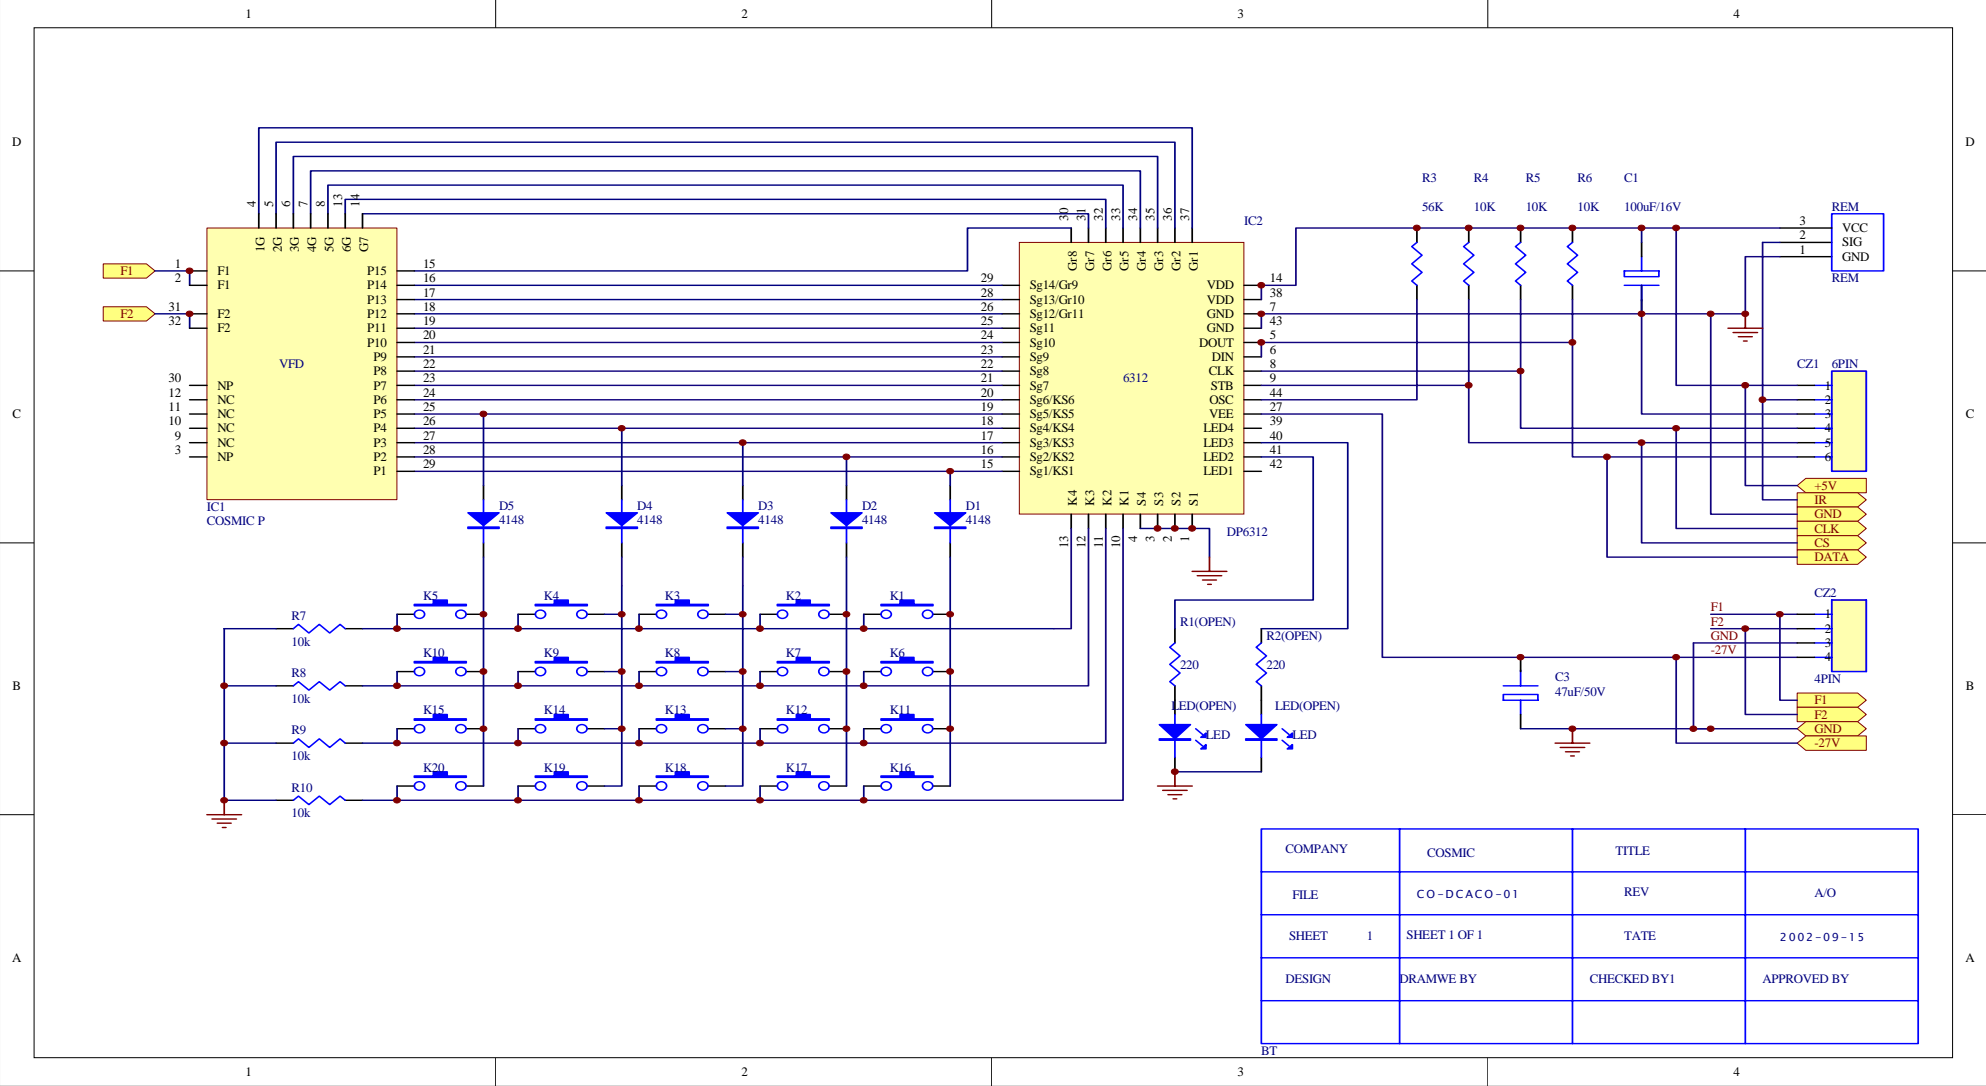 1 2 3 4
D D
C C
B B
A A
4 5 6 7 8 13 14
1G 2G 3G 4G 5G 6G G7
F1 1 F1
2 F1
F2 31 F2
32 F2
VFD
30 NP
12 NC
11 NC
10 NC
9 NC
3 NP
P15 15
P14 16
P13 17
P12 18
P11 19
P10 20
P9 21
P8 22
P7 23
P6 24
P5 25
P4 26
P3 27
P2 28
P1 29
IC1
COSMIC P
30 31 32 33 34 35 36 37
Gr8 Gr7 Gr6 Gr5 Gr4 Gr3 Gr2 Gr1
IC2
29 Sg14/Gr9
28 Sg13/Gr10
26 Sg12/Gr11
25 Sg11
24 Sg10
23 Sg9
22 Sg8
21 Sg7
20 Sg6/KS6
19 Sg5/KS5
18 Sg4/KS4
17 Sg3/KS3
16 Sg2/KS2
15 Sg1/KS1
6312
VDD 14
VDD 38
GND 7
GND 43
DOUT 5
DIN 6
CLK 8
STB 9
OSC 44
VEE 27
LED4 39
LED3 40
LED2 41
LED1 42
K4 K3 K2 K1 S4 S3 S2 S1
13 12 11 10 4 3 2 1
DP6312
D5 D4 D3 D2 D1
4148 4148 4148 4148 4148
K5 K4 K3 K2 K1
R7
10k
K10 K9 K8 K7 K6
R8
10k
K15 K14 K13 K12 K11
R9
10k
K20 K19 K18 K17 K16
R10
10k
R3 R4 R5 R6 C1
56K 10K 10K 10K 100uF/16V
REM
3 VCC
2 SIG
1 GND
REM
CZ1 6PIN
1
2
3
4
5
6
+5V
IR
GND
CLK
CS
DATA
CZ2
F1 1
F2 2
GND 3
-27V 4
4PIN
F1
F2
GND
-27V
C3
47uF/50V
R1(OPEN)
220
R2(OPEN)
220
LED(OPEN) LED(OPEN)
LED LED
COMPANY COSMIC TITLE
FILE CO-DCACO-01 REV A/O
SHEET 1 SHEET 1 OF 1 TATE 2002-09-15
DESIGN DRAMWE BY CHECKED BY1 APPROVED BY
BT
1 2 3 4